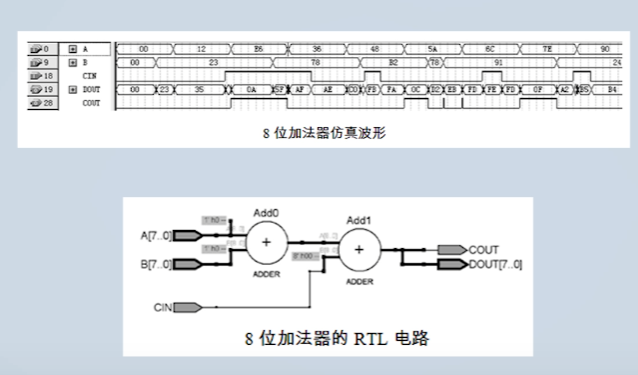 0 A 00 12 E6 36 48 5A 6C 7E 90
9 B 00 23 78 B2 78 91 24
18 CIN
19 DOUT 00 23 35 0A 5F AF AE C0 FB FA 0C D2 EB FD FE FD 0F A2 B5 B4
28 COUT
8 位加法器仿真波形
Add0
Add1
A[7..0]
B[7..0]
CIN
ADDER
ADDER
COUT
DOUT[7..0]
8 位加法器的 RTL 电路